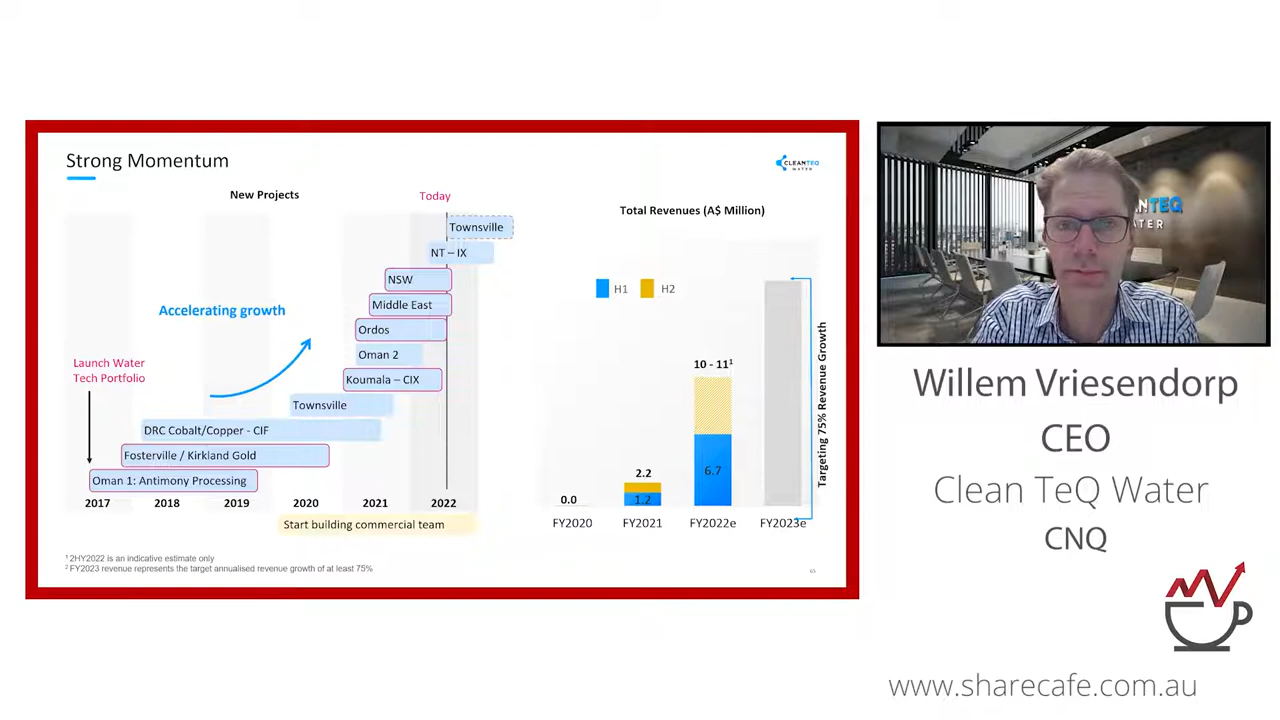 Strong Momentum
CLEANTEQ
WATER
New Projects
Today
Townsville
NT – IX
NSW
Middle East
Ordos
Oman 2
Koumala – CIX
Townsville
DRC Cobalt/Copper - CIF
Fosterville / Kirkland Gold
Oman 1: Antimony Processing
Accelerating growth
Launch Water
Tech Portfolio
2017 2018 2019 2020 2021 2022
Start building commercial team
Total Revenues (A$ Million)
H1 H2
10 - 11¹
6.7
2.2
1.2
0.0
FY2020 FY2021 FY2022e FY2023e
Targeting 75% Revenue Growth
¹ 2HY2022 is an indicative estimate only
² FY2023 revenue represents the target annualised revenue growth of at least 75%
NTEQ
ATER
Willem Vriesendorp
CEO
Clean TeQ Water
CNQ
www.sharecafe.com.au